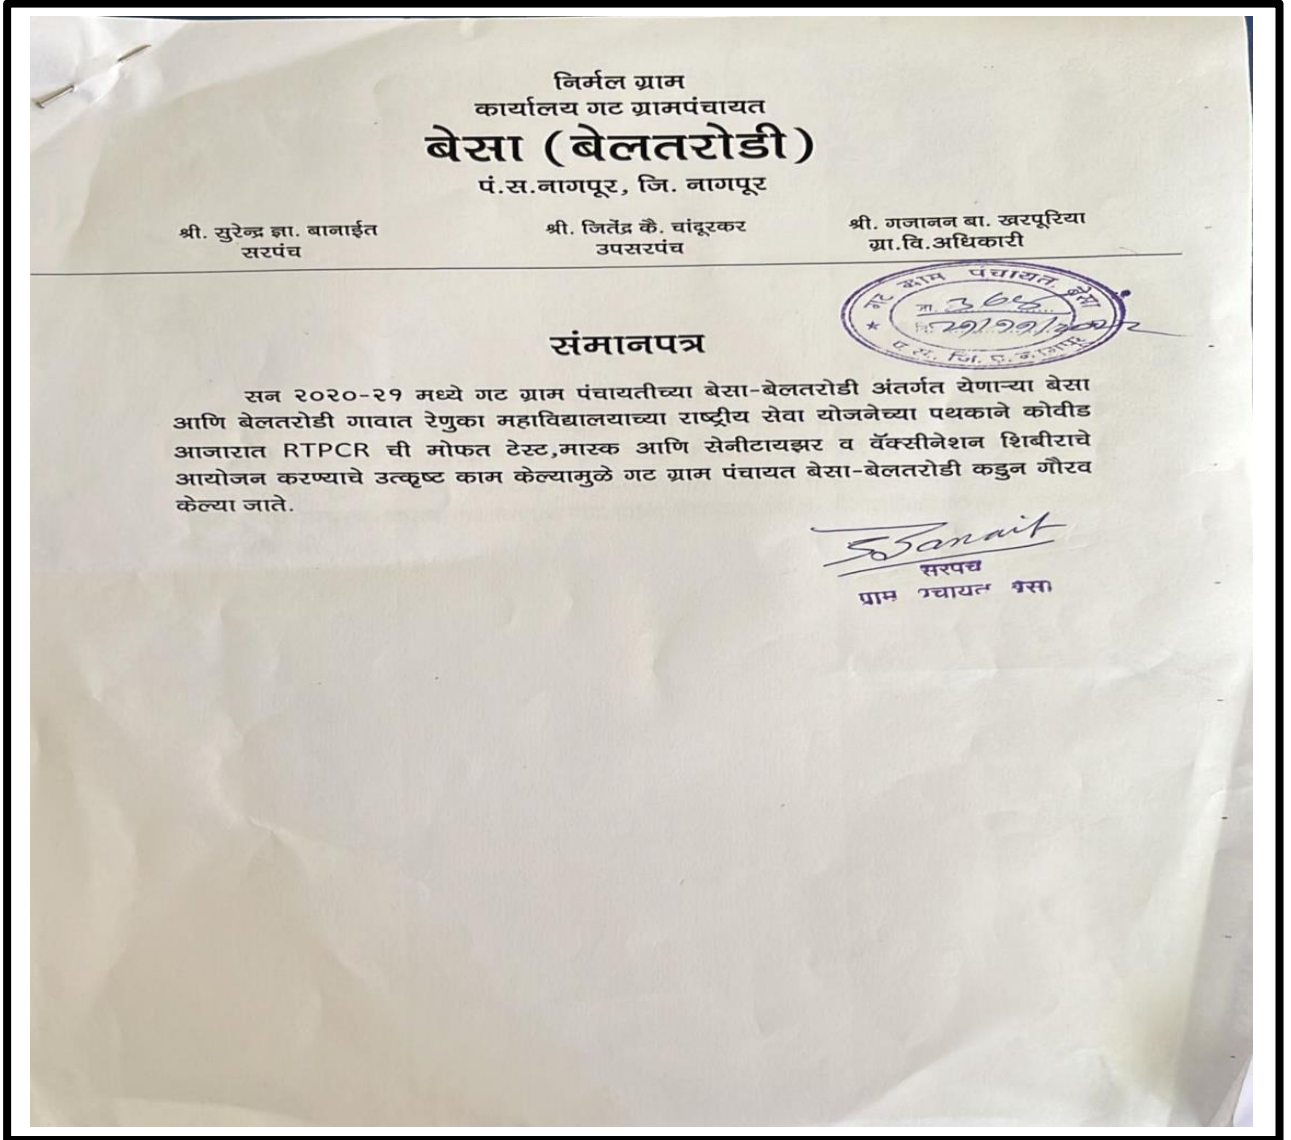 निर्मल ग्राम
कार्यालय गट ग्रामपंचायत
बेसा (बेलतरोडी)
पं.स.नागपूर, जि. नागपूर
श्री. सुरेन्द्र ज्ञा. बानाईत श्री. जितेंद्र कै. चांदूरकर श्री. गजानन बा. खरपूरिया
सरपंच उपसरपंच ग्रा.वि.अधिकारी
ग्राम पंचायत बेसा
संमानपत्र
सन २०२०-२१ मध्ये गट ग्राम पंचायतीच्या बेसा-बेलतरोडी अंतर्गत येणाऱ्या बेसा
आणि बेलतरोडी गावात रेणुका महाविद्यालयाच्या राष्ट्रीय सेवा योजनेच्या पथकाने कोवीड
आजारात RTPCR ची मोफत टेस्ट,मास्क आणि सेनीटायझर व वॅक्सीनेशन शिबीराचे
आयोजन करण्याचे उत्कृष्ट काम केल्यामुळे गट ग्राम पंचायत बेसा-बेलतरोडी कडुन गौरव
केल्या जाते.
सरपंच